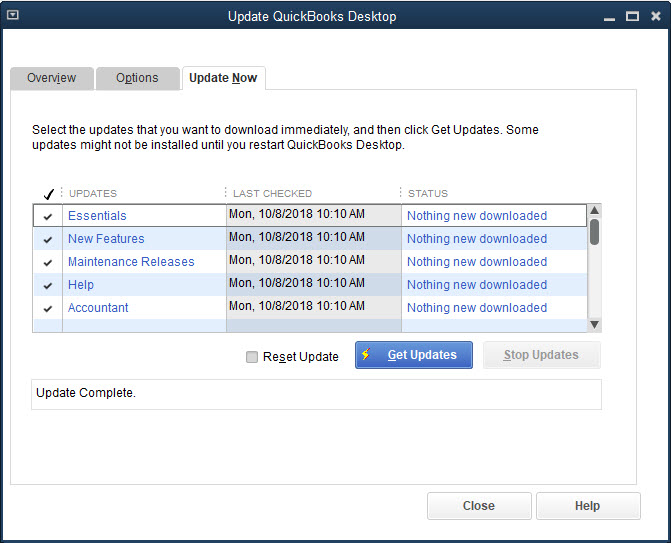 Update QuickBooks Desktop
Overview Options Update Now
Select the updates that you want to download immediately, and then click Get Updates. Some
updates might not be installed until you restart QuickBooks Desktop.
UPDATES LAST CHECKED STATUS
Essentials Mon, 10/8/2018 10:10 AM Nothing new downloaded
New Features Mon, 10/8/2018 10:10 AM Nothing new downloaded
Maintenance Releases Mon, 10/8/2018 10:10 AM Nothing new downloaded
Help Mon, 10/8/2018 10:10 AM Nothing new downloaded
Accountant Mon, 10/8/2018 10:10 AM Nothing new downloaded
Reset Update Get Updates Stop Updates
Update Complete.
Close Help